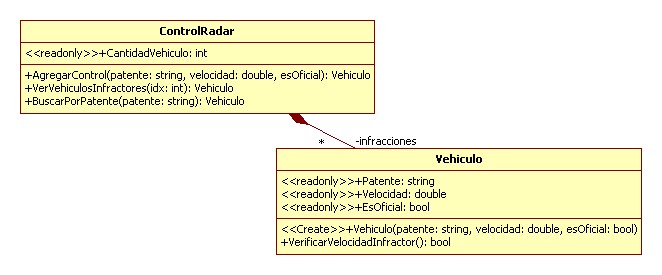 ControlRadar
<<readonly>>+CantidadVehiculo: int
+AgregarControl(patente: string, velocidad: double, esOficial): Vehiculo
+VerVehiculosInfractores(idx: int): Vehiculo
+BuscarPorPatente(patente: string): Vehiculo
* -infracciones
Vehiculo
<<readonly>>+Patente: string
<<readonly>>+Velocidad: double
<<readonly>>+EsOficial: bool
<<Create>>+Vehiculo(patente: string, velocidad: double, esOficial: bool)
+VerificarVelocidadInfractor(): bool